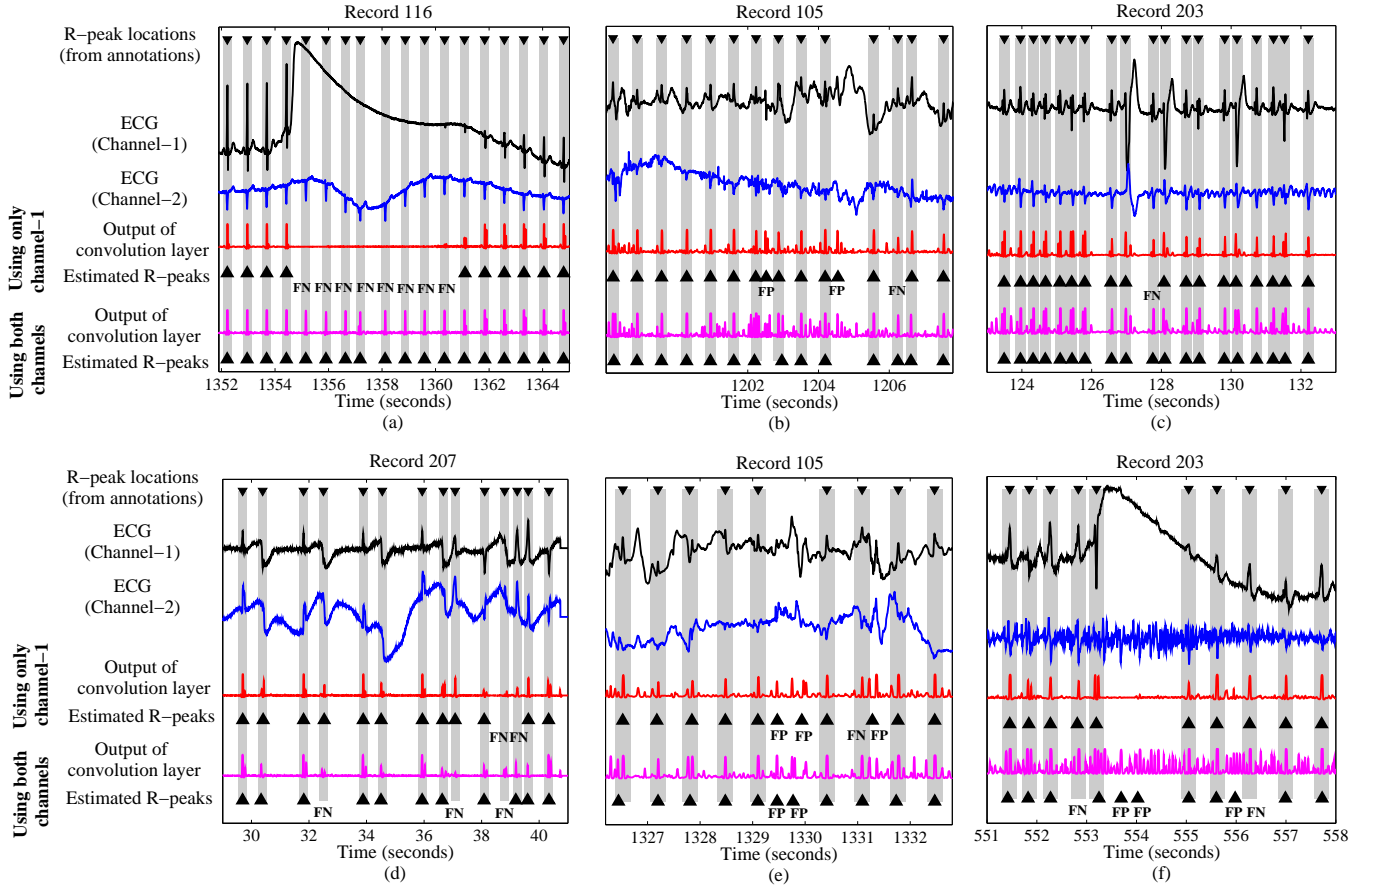 Record 116
Record 105
Record 203
R−peak locations
(from annotations)
ECG
(Channel−1)
ECG
(Channel−2)
Using only
channel−1
Output of
convolution layer
Estimated R−peaks
FN FN FN FN FN FN FN FN
FP
FP
FN
FN
Using both
channels
Output of
convolution layer
Estimated R−peaks
1352 1354 1356 1358 1360 1362 1364
1202 1204 1206
124 126 128 130 132
Time (seconds)
Time (seconds)
Time (seconds)
(a)
(b)
(c)
Record 207
Record 105
Record 203
R−peak locations
(from annotations)
ECG
(Channel−1)
ECG
(Channel−2)
Using only
channel−1
Output of
convolution layer
Estimated R−peaks
FN FN
FP FP FN FP
Using both
channels
Output of
convolution layer
Estimated R−peaks
FN FN FN
FP FP
FN FP FP FP FN
30 32 34 36 38 40
1327 1328 1329 1330 1331 1332
551 552 553 554 555 556 557 558
Time (seconds)
Time (seconds)
Time (seconds)
(d)
(e)
(f)